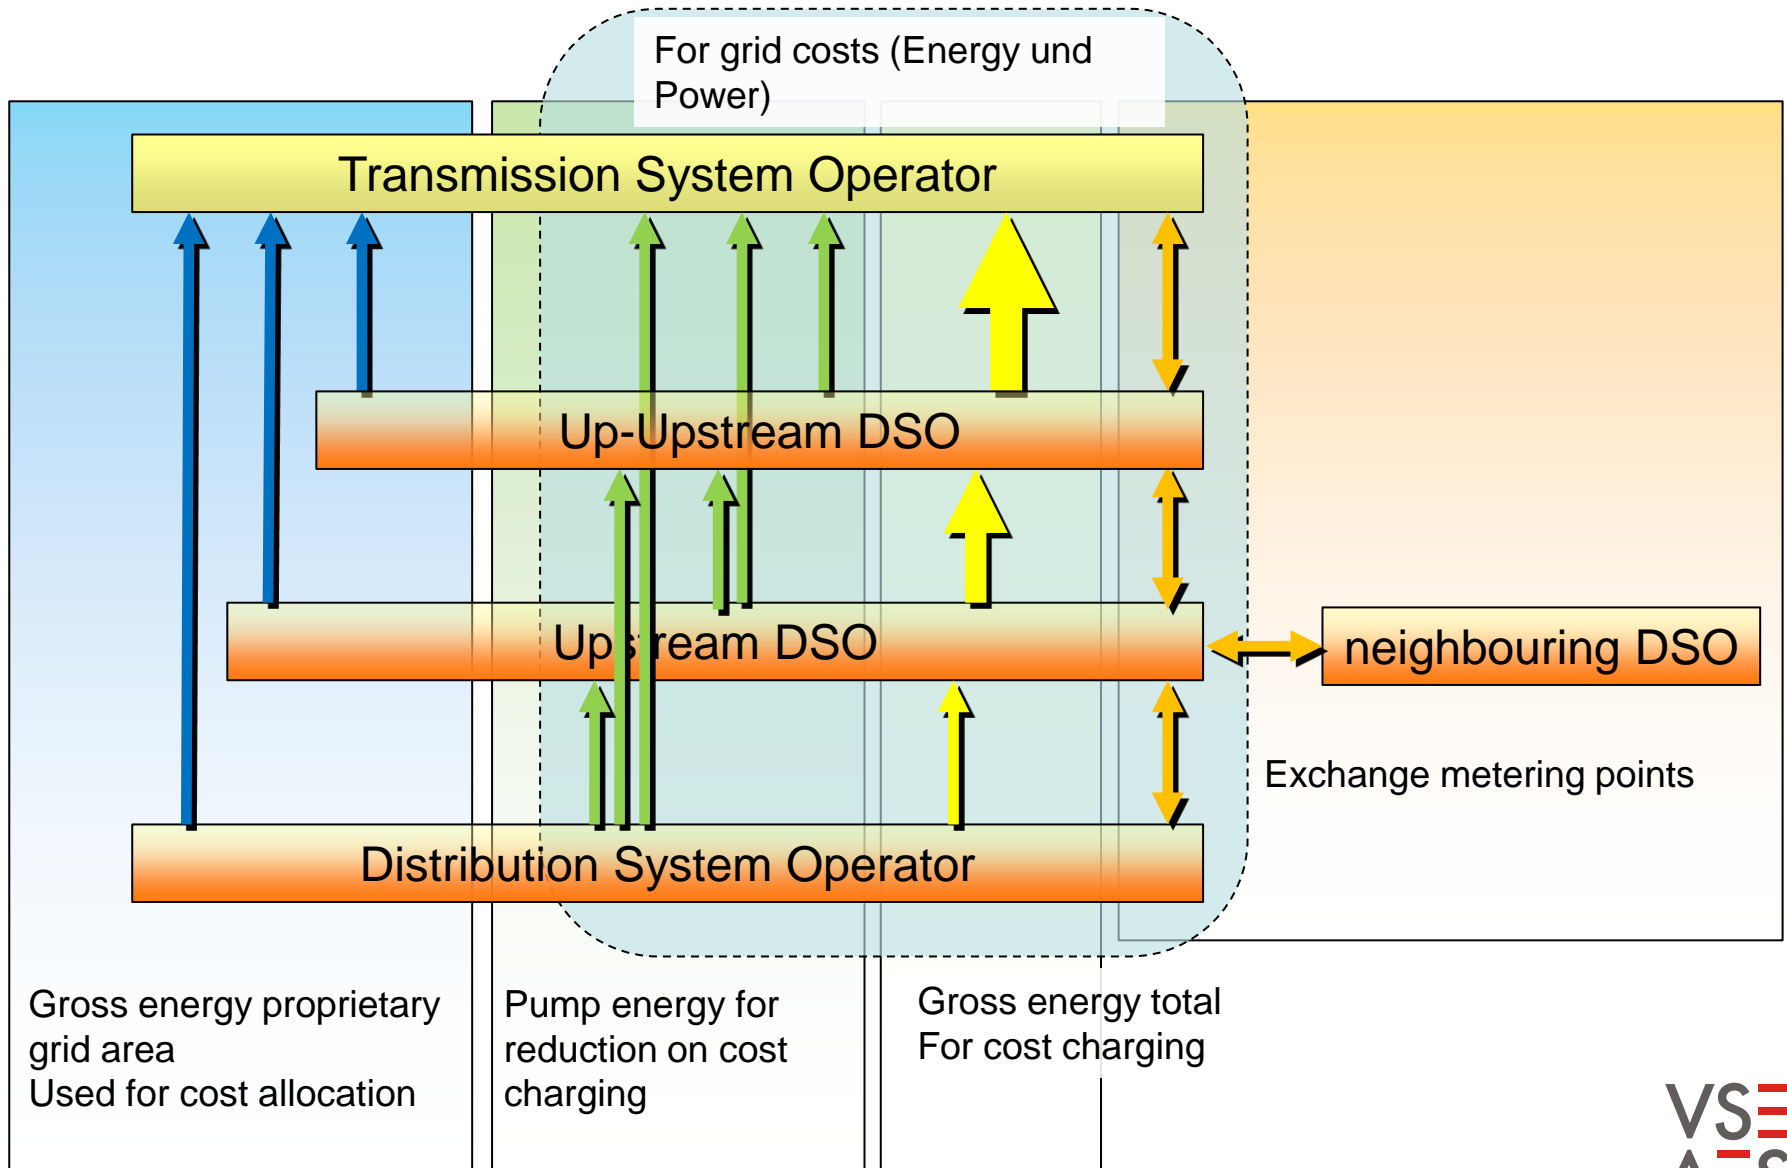 For grid costs (Energy und
Power)
Transmission System Operator
Up-Upstream DSO
Upstream DSO
neighbouring DSO
Exchange metering points
Distribution System Operator
Gross energy proprietary
grid area
Used for cost allocation
Pump energy for
reduction on cost
charging
Gross energy total
For cost charging
VSE